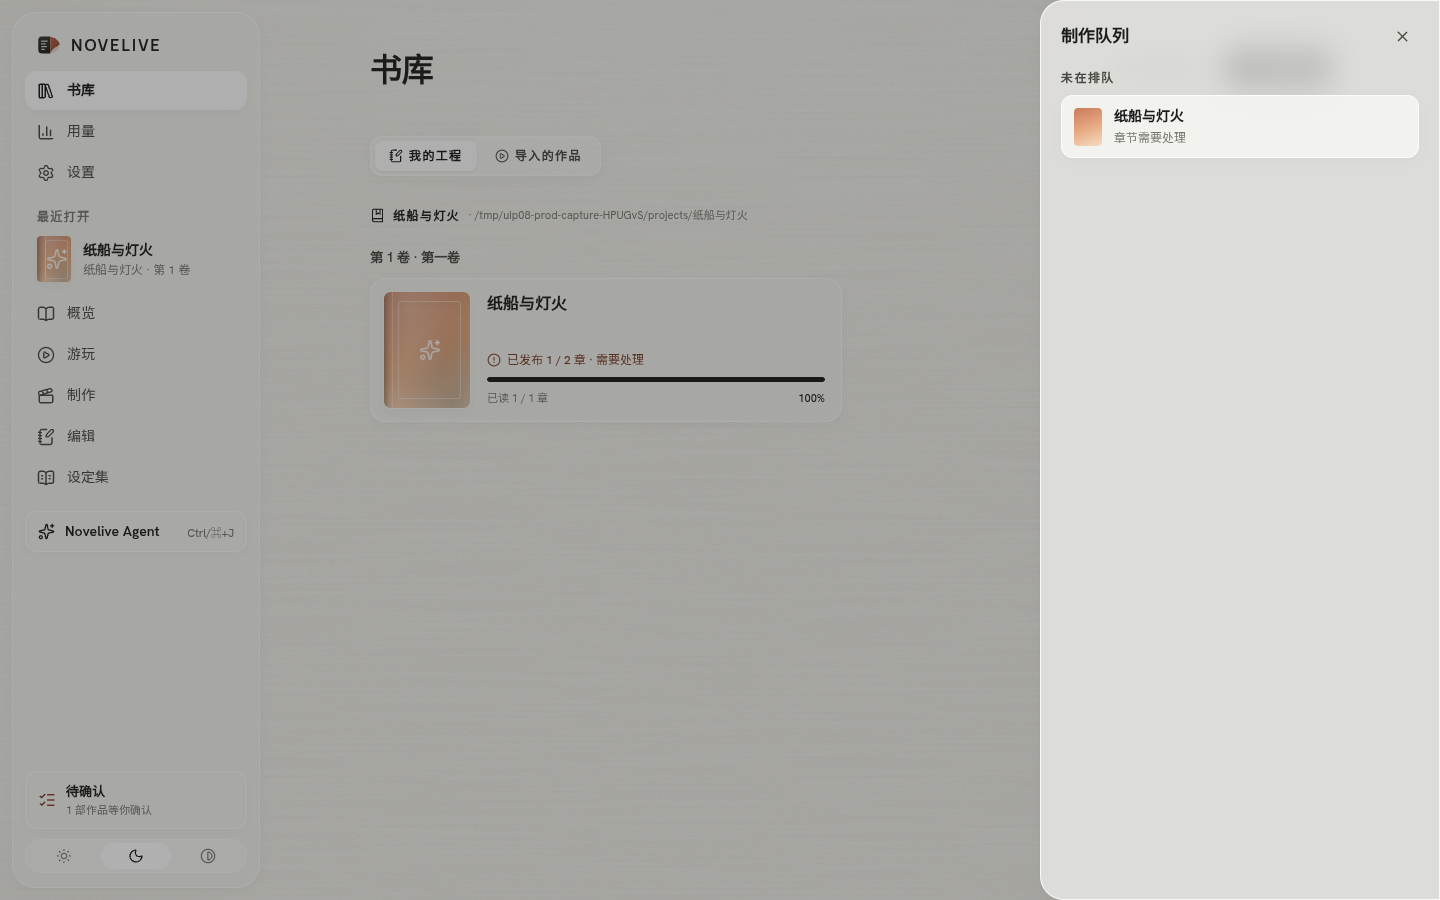 NOVELIVE
书库
用量
设置
最近打开
纸船与灯火
纸船与灯火 · 第 1 卷
概览
游玩
制作
编辑
设定集
Novelive Agent
Ctrl/⌘+J
待确认
1 部作品等你确认
书库
我的工程
导入的作品
纸船与灯火 · /tmp/uip08-prod-capture-HPUGvS/projects/纸船与灯火
第 1 卷 · 第一卷
纸船与灯火
已发布 1 / 2 章 · 需要处理
已读 1 / 1 章
100%
制作队列
未在排队
纸船与灯火
章节需要处理